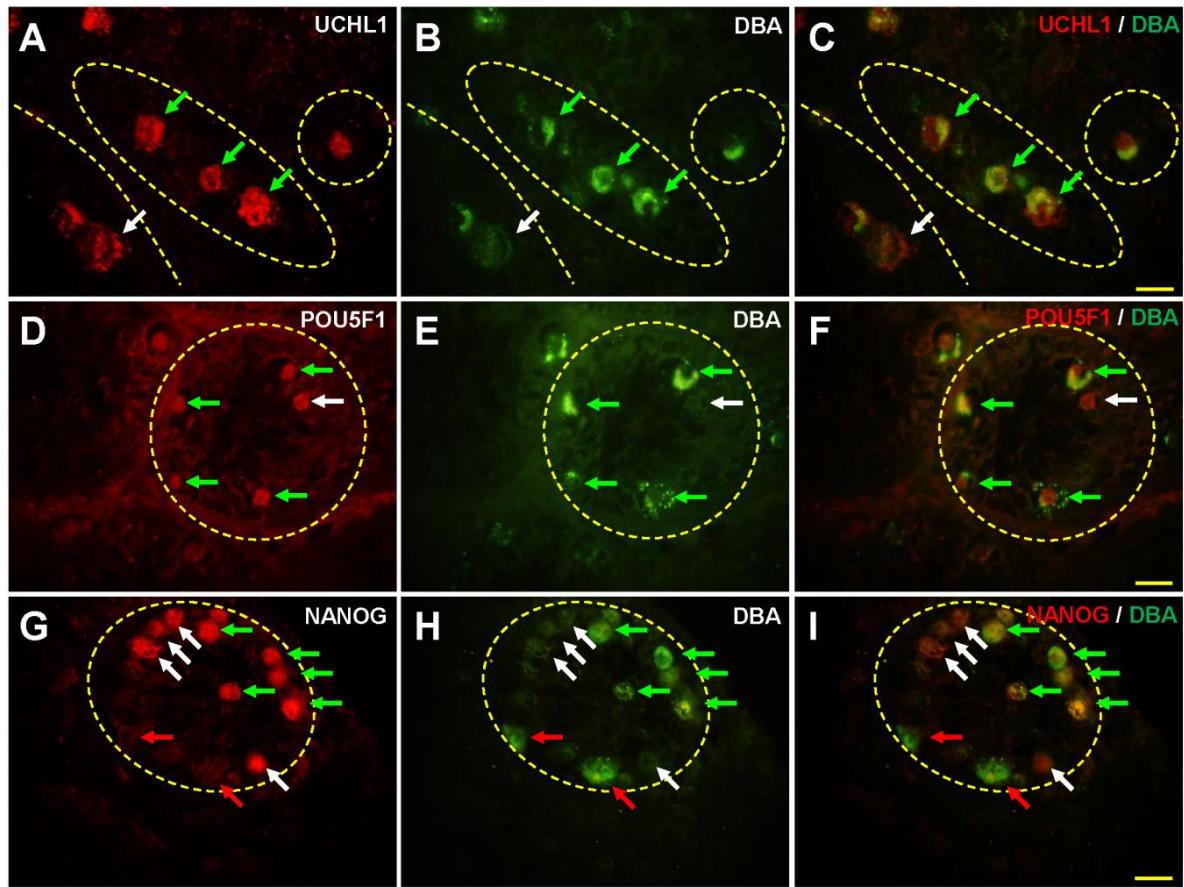 A UCHL1
B DBA
C UCHL1 / DBA
D POU5F1
E DBA
F POU5F1 / DBA
G NANOG
H DBA
I NANOG / DBA